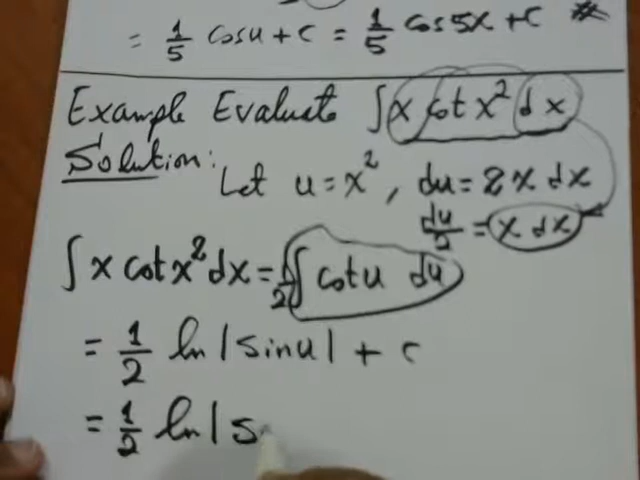 = 1/5 cos u + c = 1/5 cos 5x + c
Example Evaluate ∫ x cot x² dx
Solution:
Let u = x², du = 2x dx
du/2 = x dx
∫ x cot x² dx = 1/2 ∫ cot u du
= 1/2 ln |sin u| + c
= 1/2 ln | s